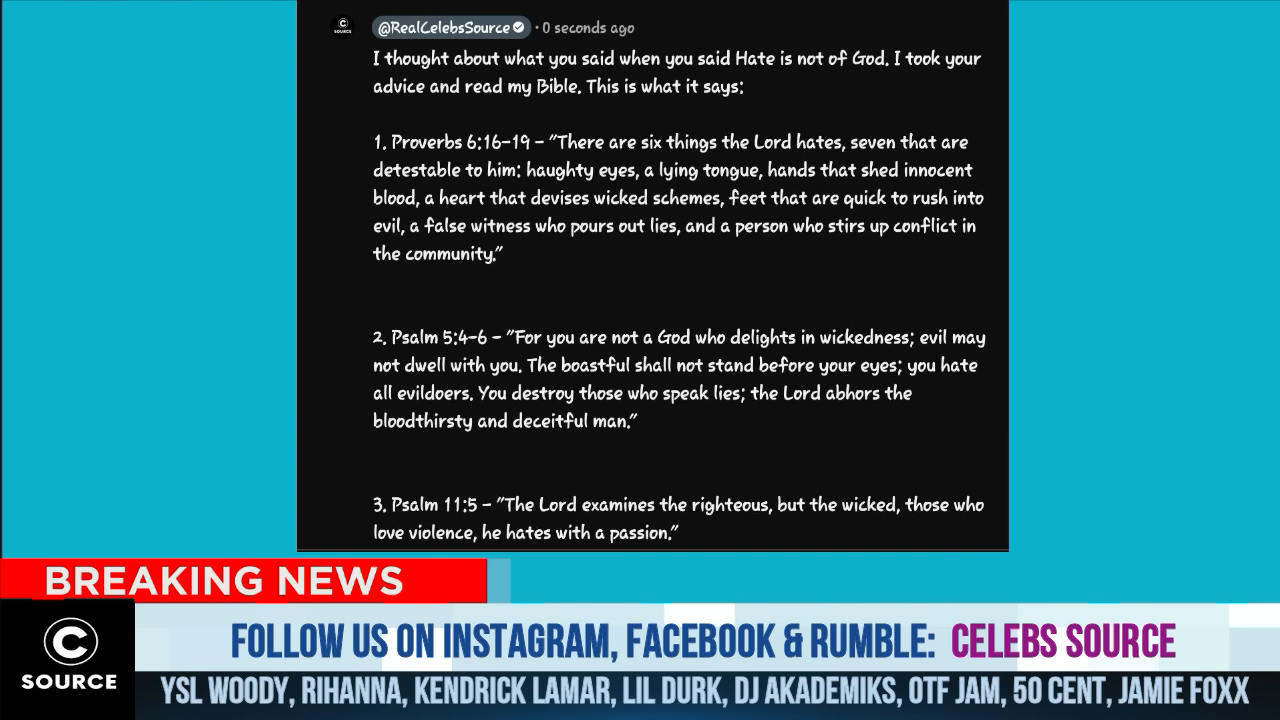 @RealCelebsSource · 0 seconds ago
I thought about what you said when you said Hate is not of God. I took your
advice and read my Bible. This is what it says:
1. Proverbs 6:16-19 - "There are six things the Lord hates, seven that are
detestable to him: haughty eyes, a lying tongue, hands that shed innocent
blood, a heart that devises wicked schemes, feet that are quick to rush into
evil, a false witness who pours out lies, and a person who stirs up conflict in
the community."
2. Psalm 5:4-6 - "For you are not a God who delights in wickedness; evil may
not dwell with you. The boastful shall not stand before your eyes; you hate
all evildoers. You destroy those who speak lies; the Lord abhors the
bloodthirsty and deceitful man."
3. Psalm 11:5 - "The Lord examines the righteous, but the wicked, those who
love violence, he hates with a passion."
BREAKING NEWS
C
SOURCE
FOLLOW US ON INSTAGRAM, FACEBOOK & RUMBLE: CELEBS SOURCE
YSL WOODY, RIHANNA, KENDRICK LAMAR, LIL DURK, DJ AKADEMIKS, OTF JAM, 50 CENT, JAMIE FOXX